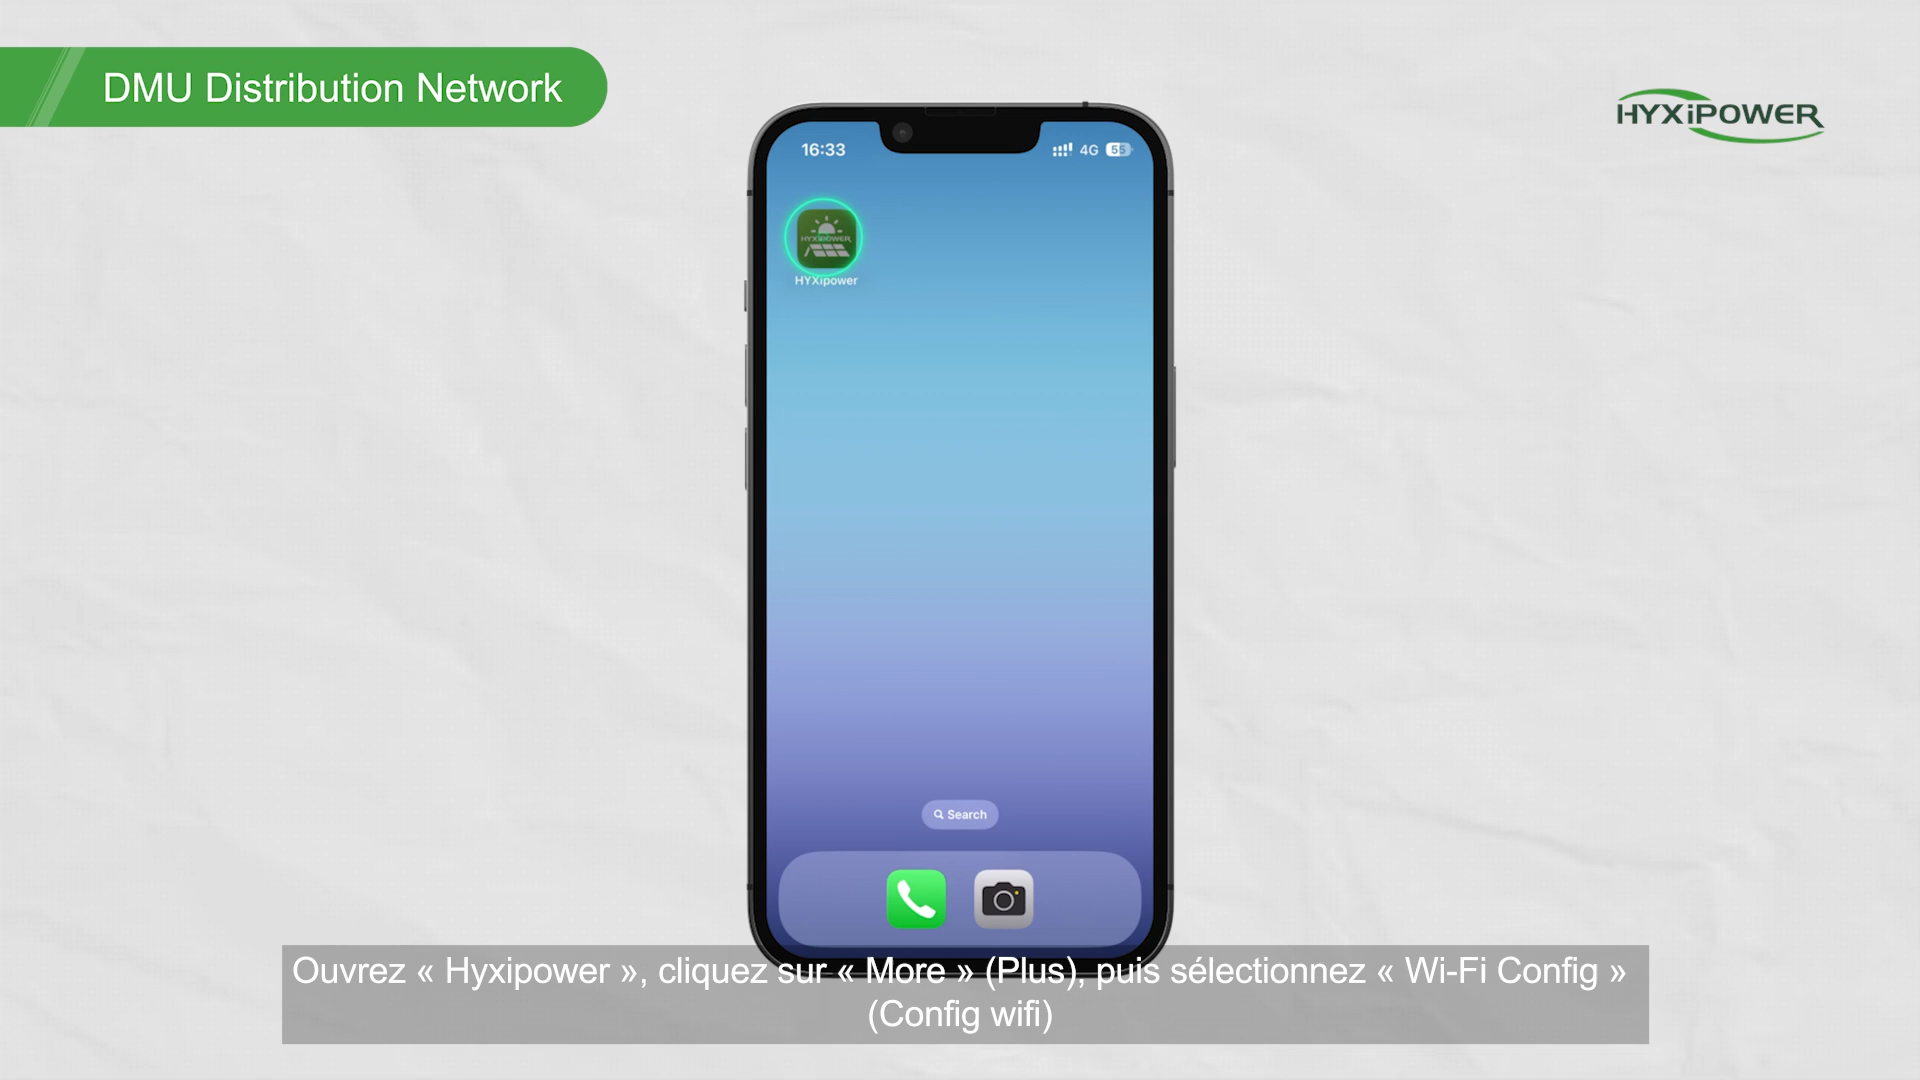 DMU Distribution Network
HYXiPOWER
16:33
4G
55
HYXiPOWER
HYXipower
Search
Ouvrez « Hyxipower », cliquez sur « More » (Plus), puis sélectionnez « Wi-Fi Config »
(Config wifi)